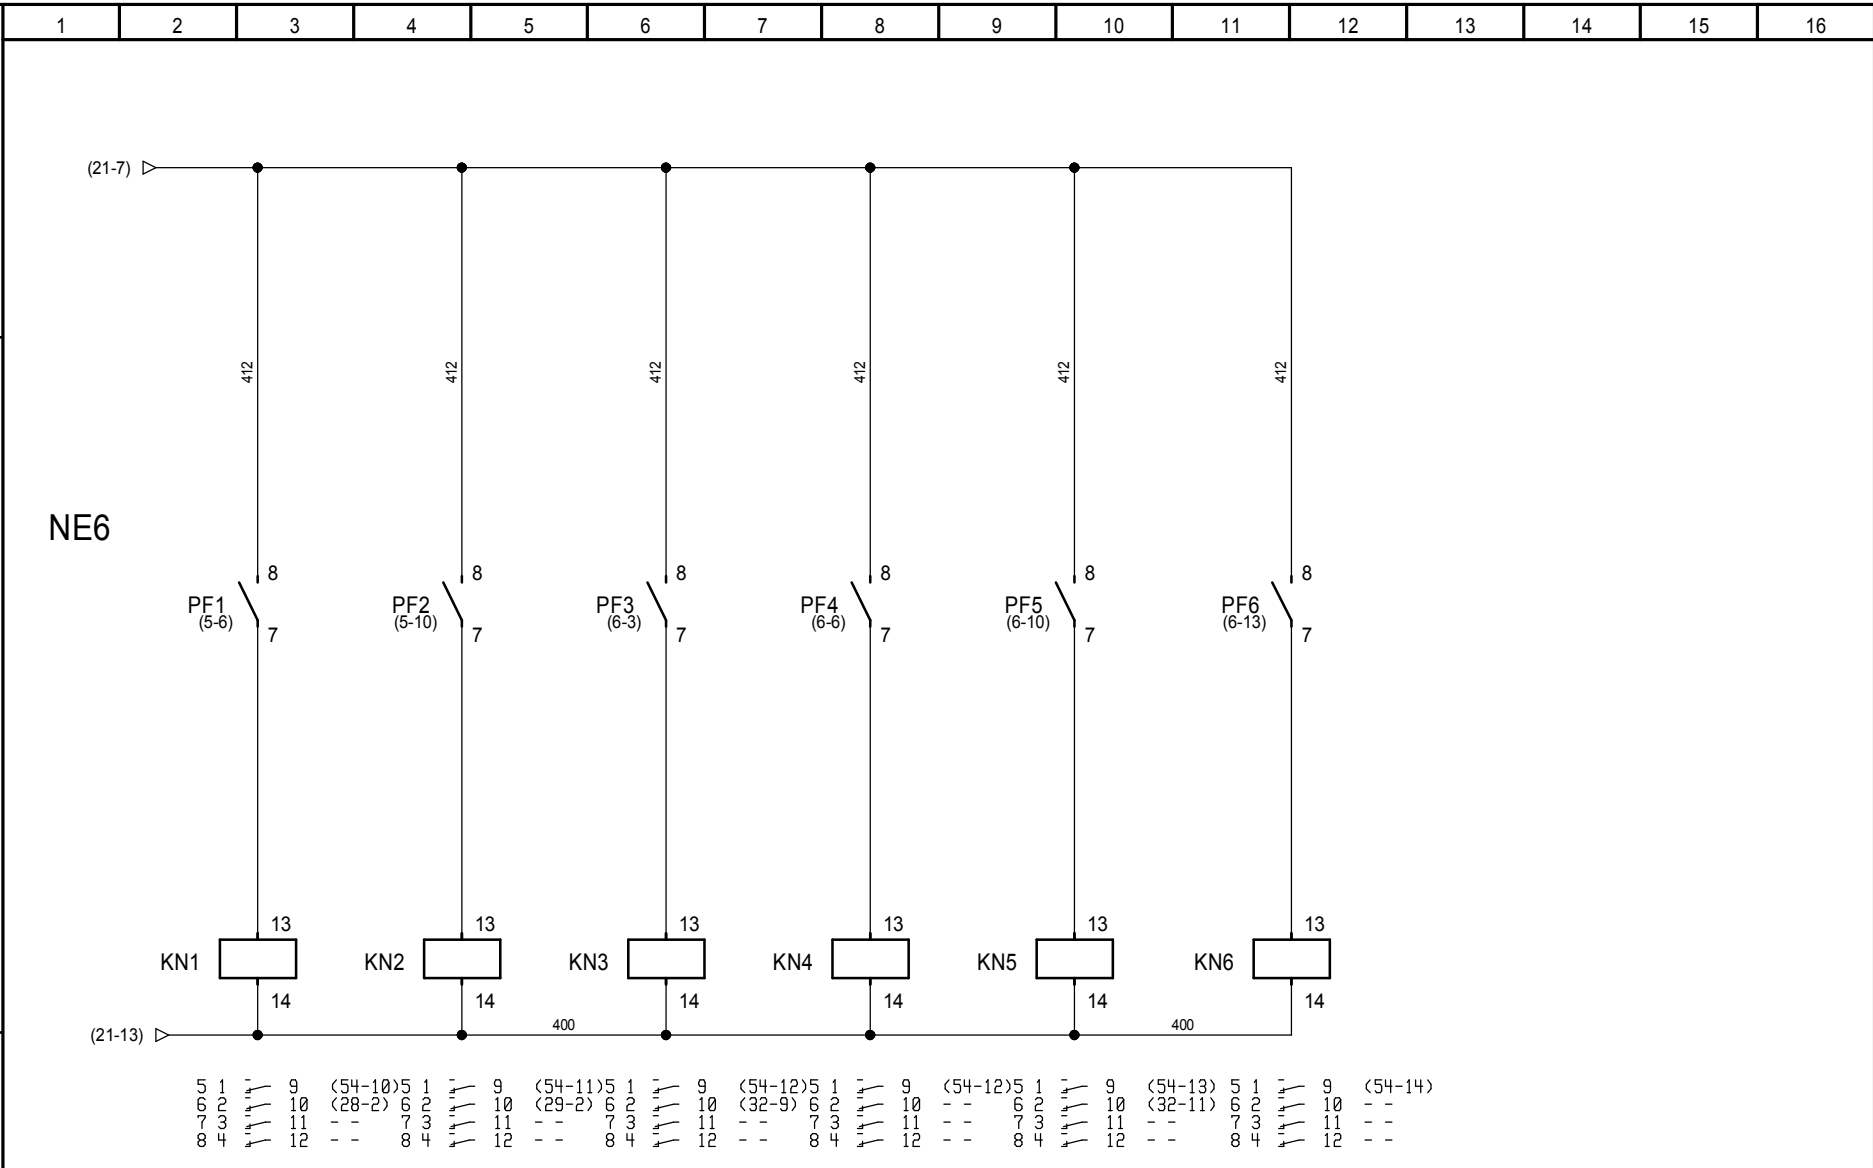 1 2 3 4 5 6 7 8 9 10 11 12 13 14 15 16
(21-7)
412 412 412 412 412 412
NE6
8 8 8 8 8 8
PF1 PF2 PF3 PF4 PF5 PF6
(5-6) (5-10) (6-3) (6-6) (6-10) (6-13)
7 7 7 7 7 7
13 13 13 13 13 13
KN1 KN2 KN3 KN4 KN5 KN6
14 14 14 14 14 14
400 400
(21-13)
5 1 9 (54-10) 5 1 9 (54-11) 5 1 9 (54-12) 5 1 9 (54-12) 5 1 9 (54-13) 5 1 9 (54-14)
6 2 10 (28-2) 6 2 10 (29-2) 6 2 10 (32-9) 6 2 10 - - 6 2 10 (32-11) 6 2 10 - -
7 3 11 - - 7 3 11 - - 7 3 11 - - 7 3 11 - - 7 3 11 - - 7 3 11 - -
8 4 12 - - 8 4 12 - - 8 4 12 - - 8 4 12 - - 8 4 12 - - 8 4 12 - -